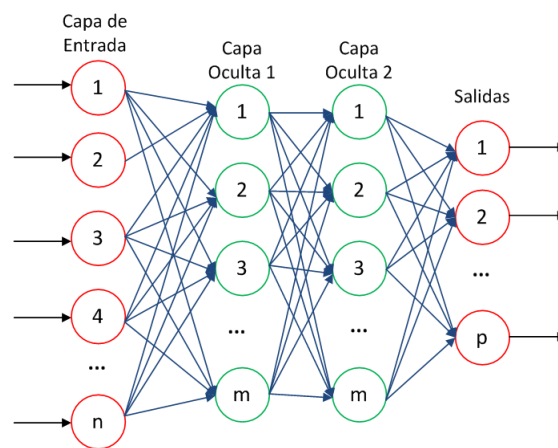 Capa de
Entrada
1
2
3
4
...
n
Capa
Oculta 1
1
2
3
...
m
Capa
Oculta 2
1
2
3
...
m
Salidas
1
2
...
p